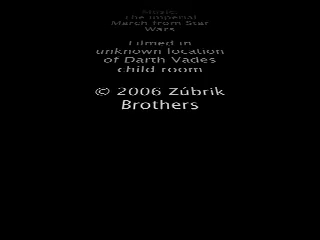 Music:
The Imperial
March from Star
Wars
Filmed in
unknown location
of Darth Vades
child room
© 2006 Zúbrik
Brothers